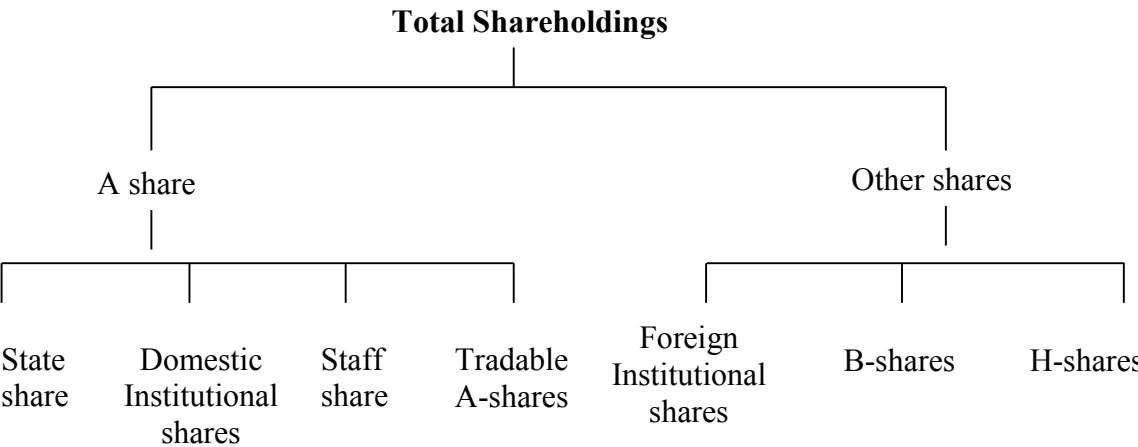 Total Shareholdings
A share
Other shares
State
share
Domestic
Institutional
shares
Staff
share
Tradable
A-shares
Foreign
Institutional
shares
B-shares
H-shares